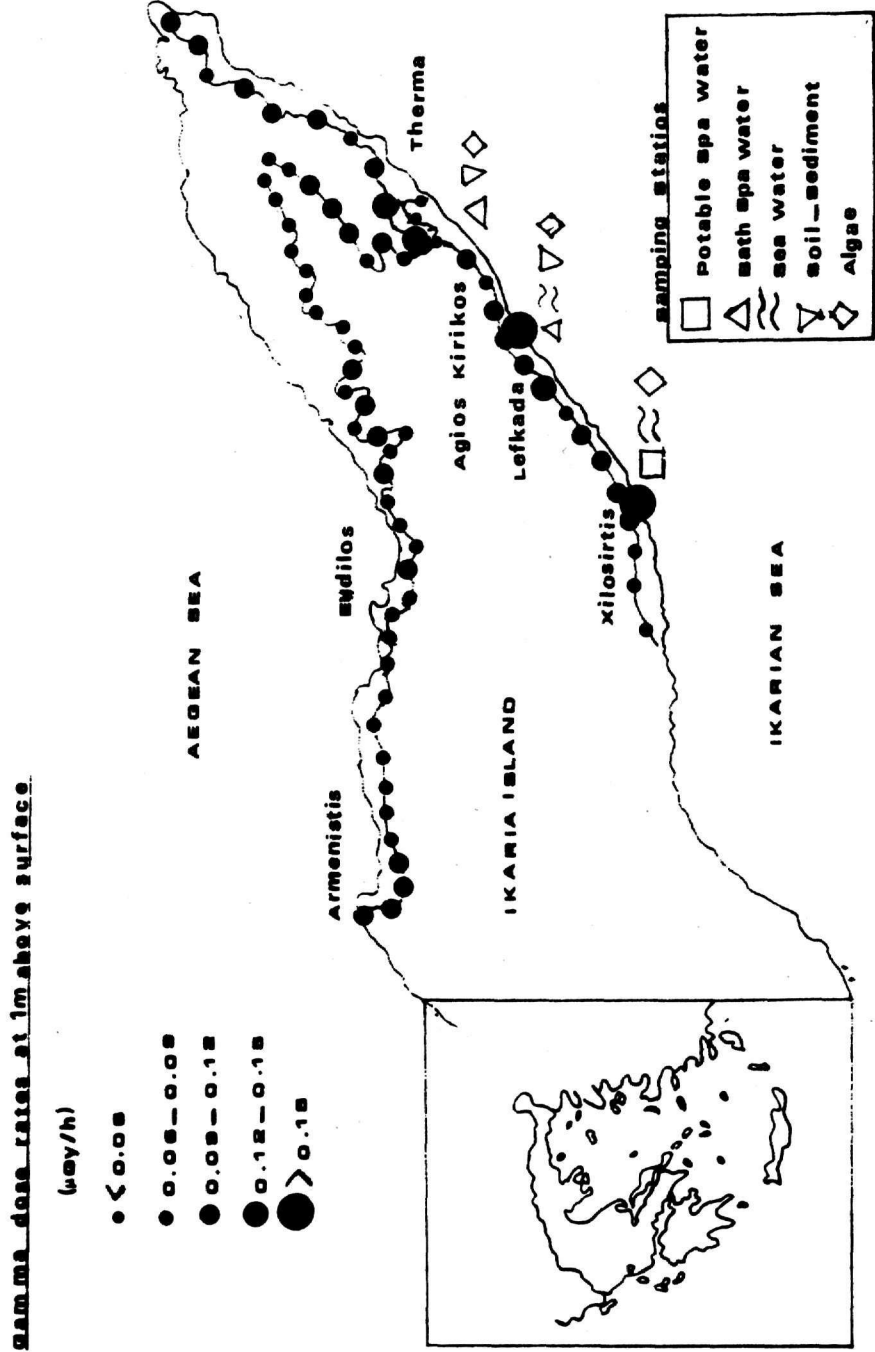 gamma dose rates at 1m above surface
(μGy/h)
< 0.06
0.06_0.09
0.09_0.12
0.12_0.15
> 0.15
AEGEAN SEA
Armenistis
Evdilos
Therma
Agios Kirikos
Lefkada
Xilosirtis
IKARIA ISLAND
IKARIAN SEA
samping statios
Potable spa water
Bath spa water
Sea water
Soil_sediment
Algae